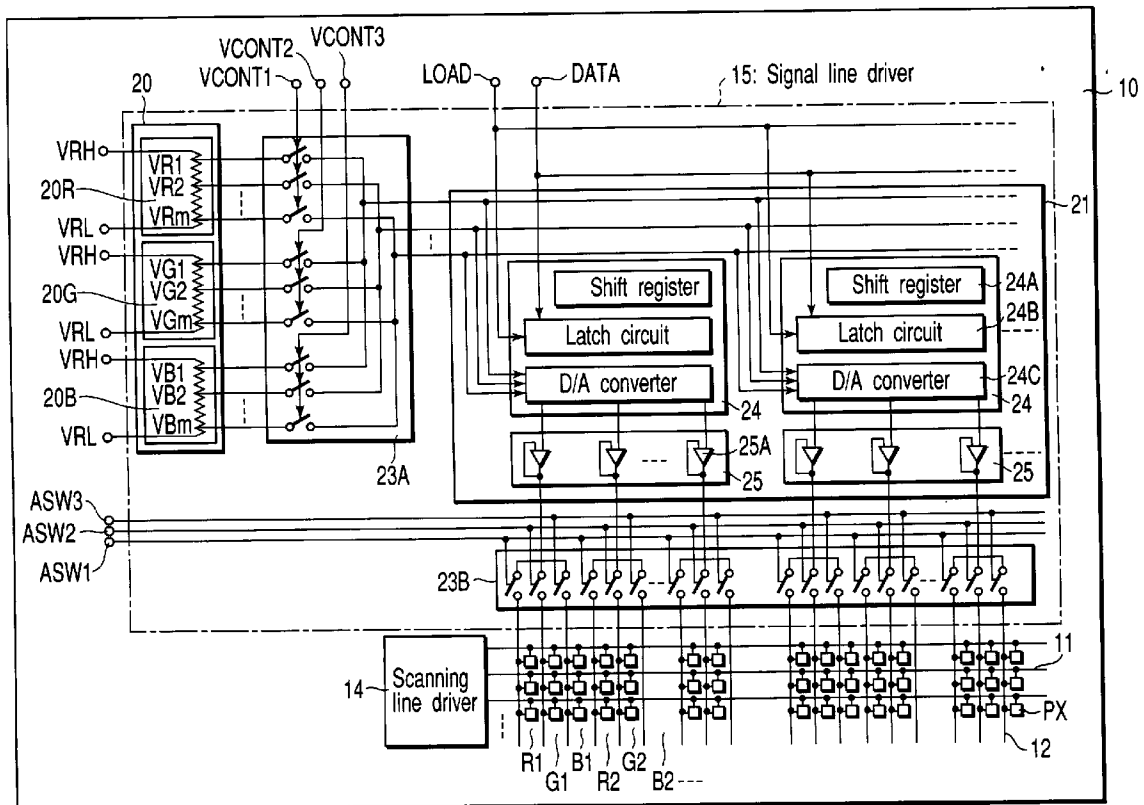 VCONT3
VCONT2
VCONT1
LOAD
DATA
15: Signal line driver
10
20
VRH
VR1
VR2
20R
VRm
VRL
VRH
VG1
VG2
20G
VGm
VRL
VRH
VB1
VB2
20B
VBm
VRL
23A
21
Shift register
Latch circuit
D/A converter
24
Shift register
24A
Latch circuit
24B
D/A converter
24C
24
25A
25
25
ASW3
ASW2
ASW1
23B
14
Scanning
line driver
11
PX
12
R1
G1
B1
R2
G2
B2